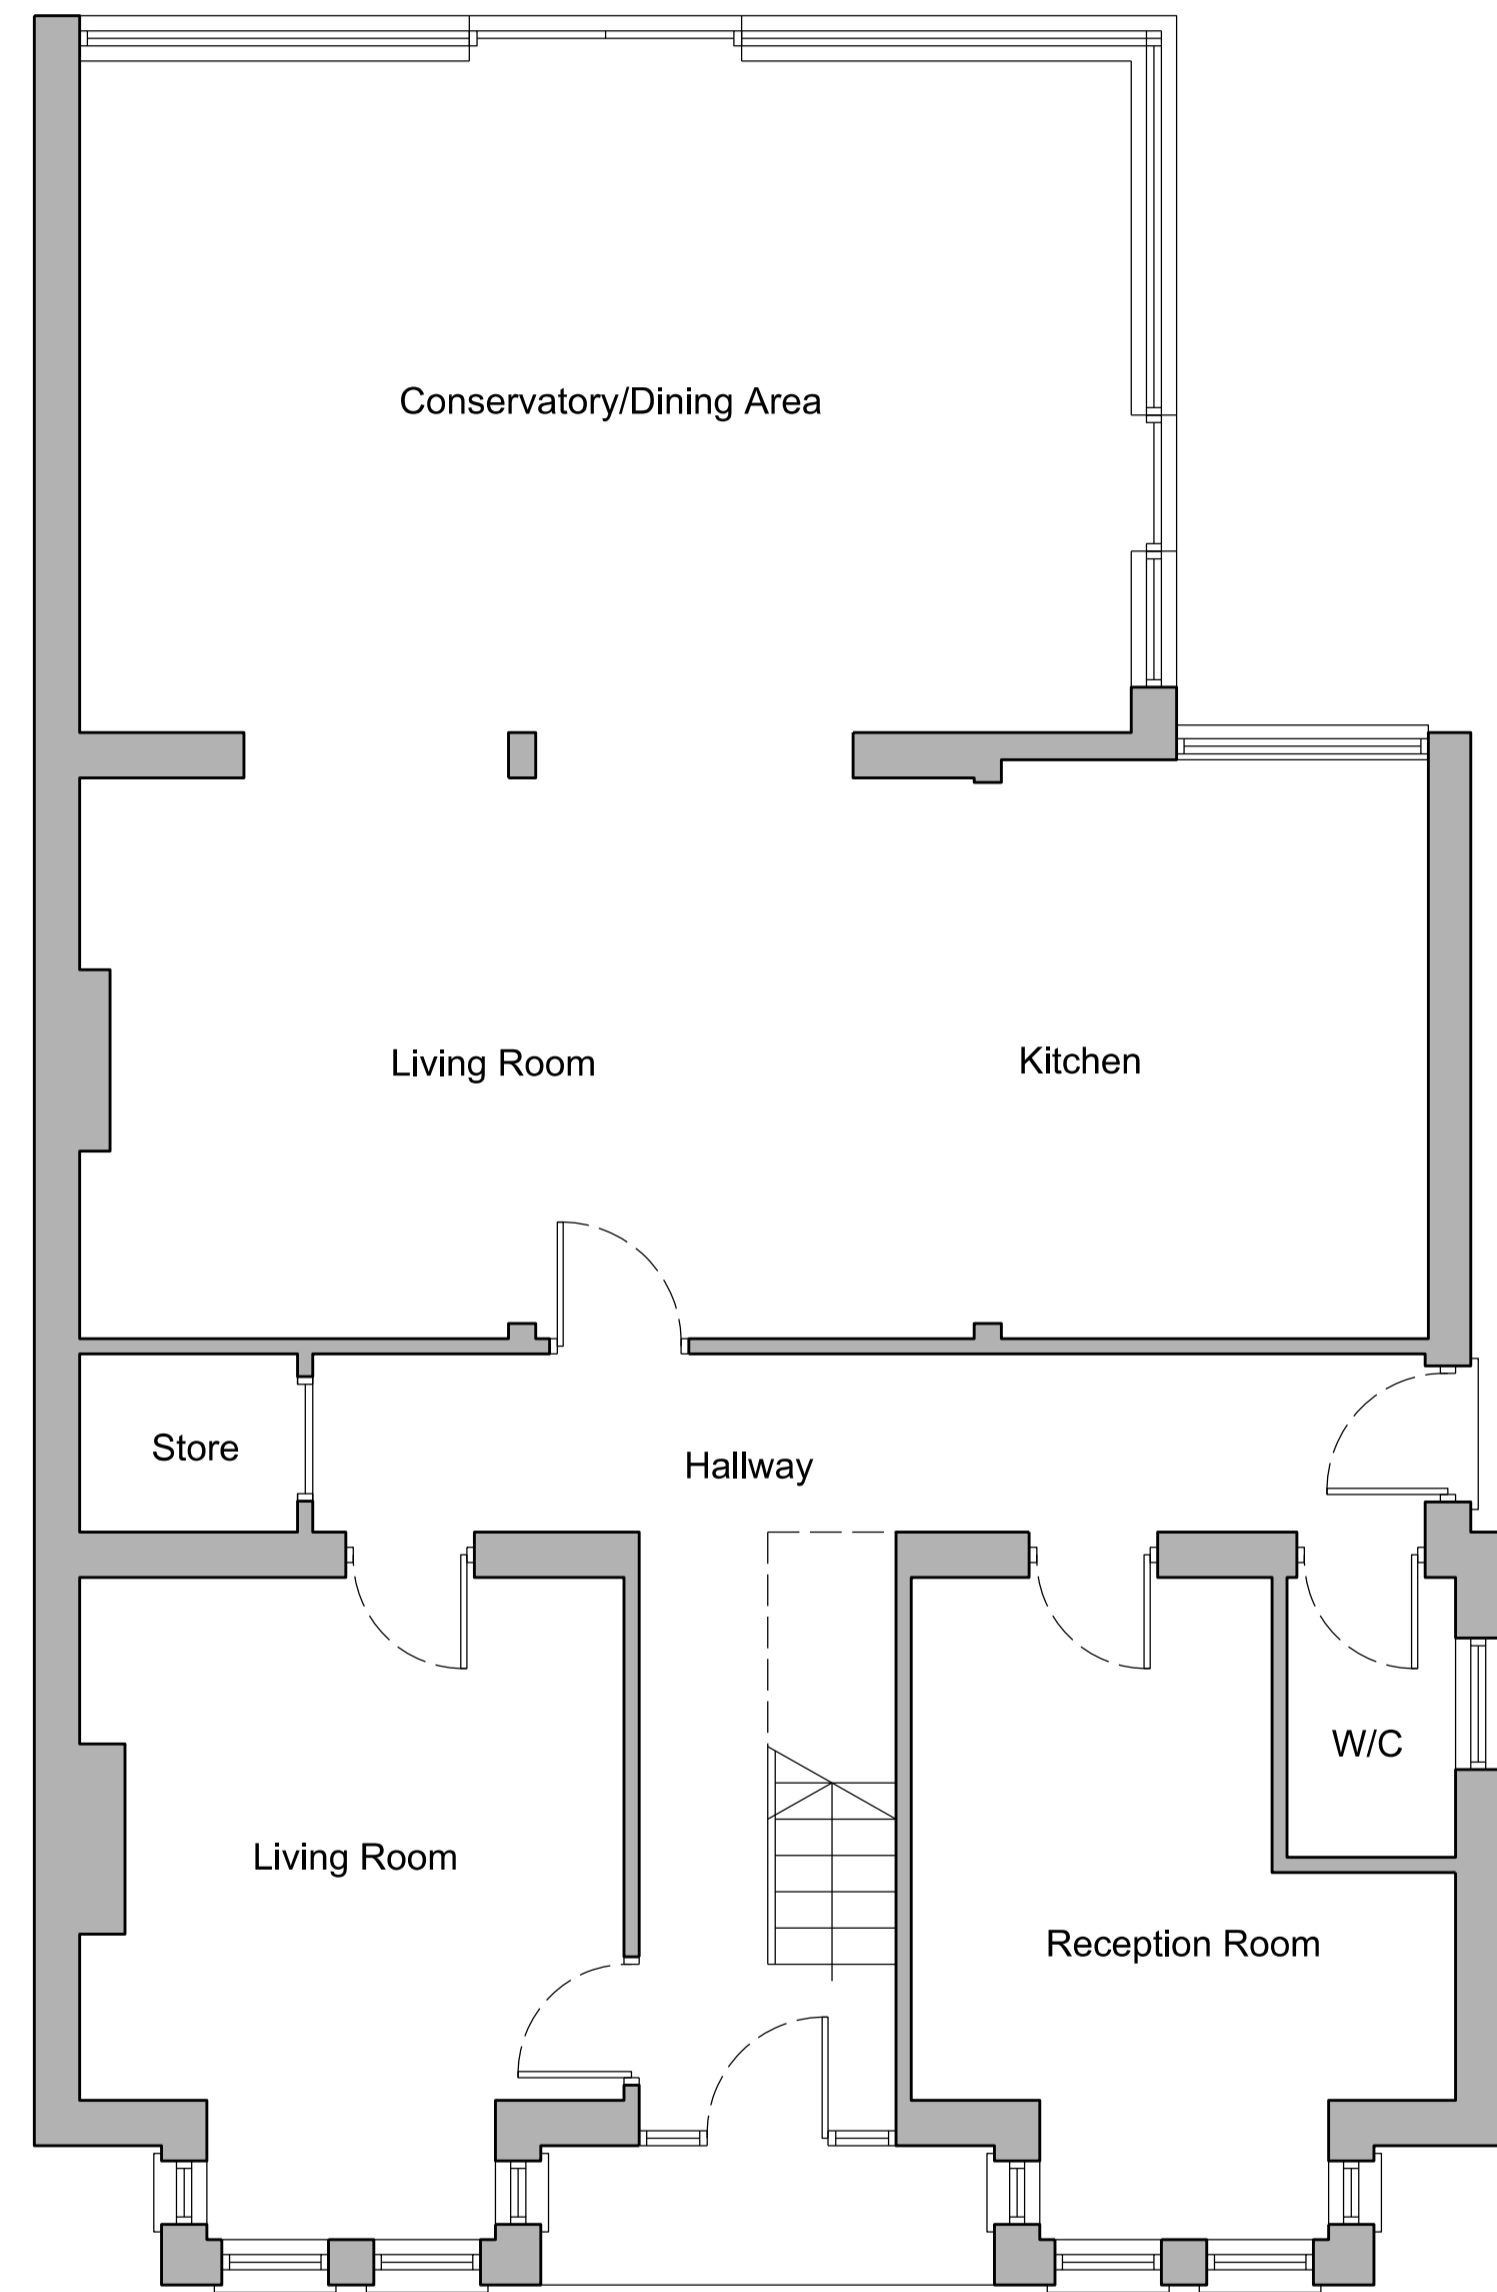 Conservatory/Dining Area
Living Room
Kitchen
Store
Hallway
W/C
Living Room
Reception Room